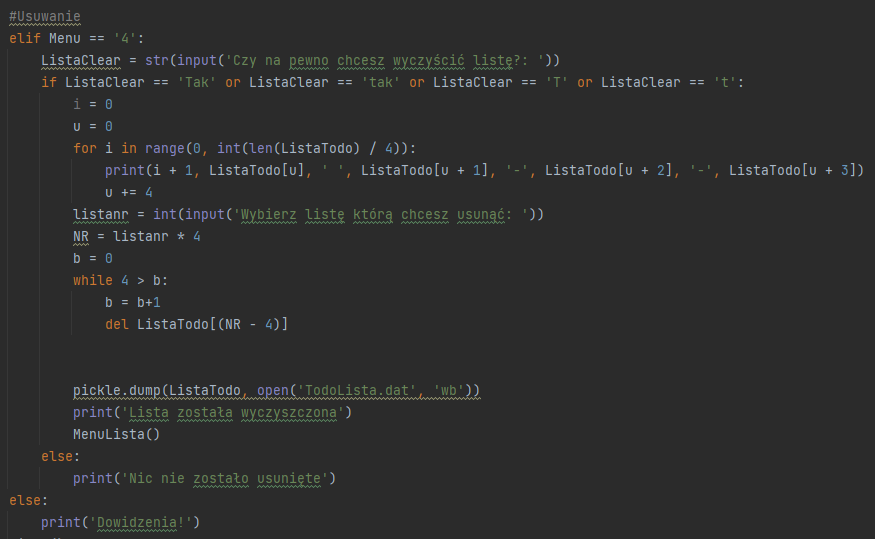 #Usuwanie
elif Menu == '4':
    ListaClear = str(input('Czy na pewno chcesz wyczyścić listę?: '))
    if ListaClear == 'Tak' or ListaClear == 'tak' or ListaClear == 'T' or ListaClear == 't':
        i = 0
        u = 0
        for i in range(0, int(len(ListaTodo) / 4)):
            print(i + 1, ListaTodo[u], ' ', ListaTodo[u + 1], '-', ListaTodo[u + 2], '-', ListaTodo[u + 3])
            u += 4
        listanr = int(input('Wybierz listę którą chcesz usunąć: '))
        NR = listanr * 4
        b = 0
        while 4 > b:
            b = b+1
            del ListaTodo[(NR - 4)]
        pickle.dump(ListaTodo, open('TodoLista.dat', 'wb'))
        print('Lista została wyczyszczona')
        MenuLista()
    else:
        print('Nic nie zostało usunięte')
else:
    print('Dowidzenia!')